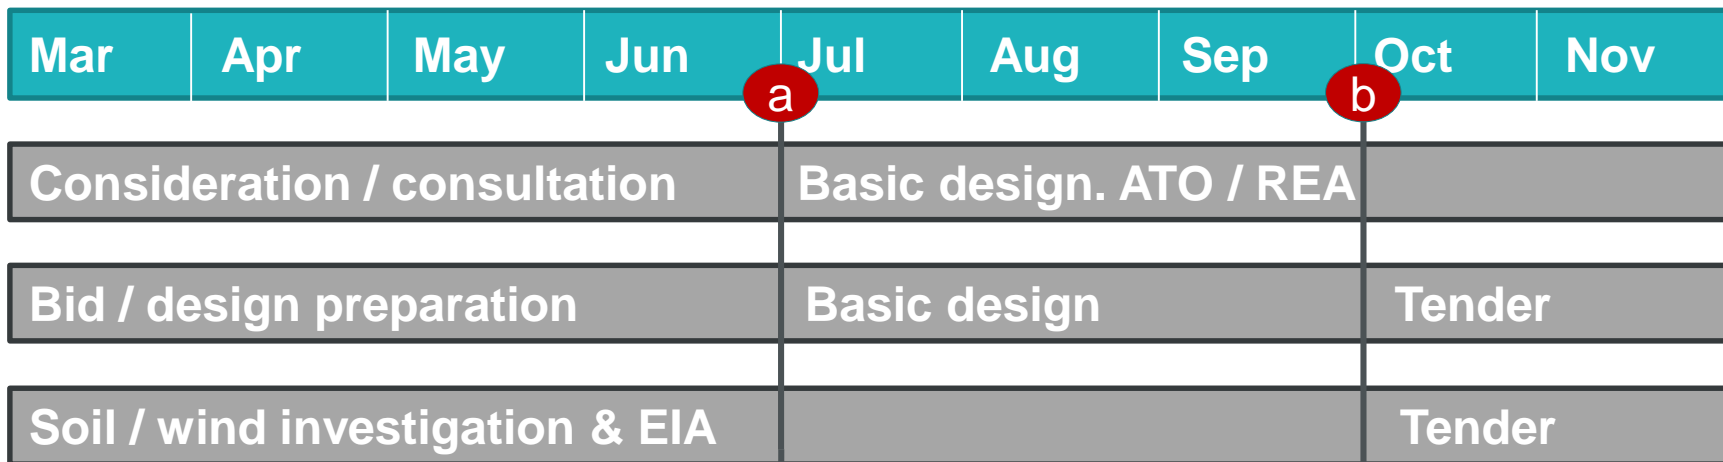 Mar Apr May Jun Jul Aug Sep Oct Nov
a b
Consideration / consultation Basic design. ATO / REA
Bid / design preparation Basic design Tender
Soil / wind investigation & EIA Tender